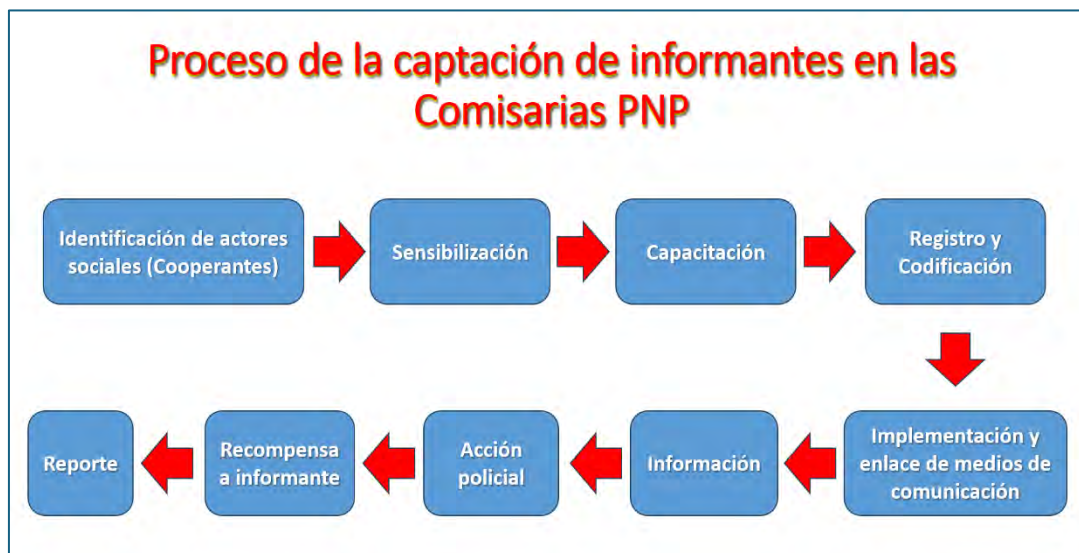 Proceso de la captación de informantes en las
Comisarias PNP
Identificación de actores
sociales (Cooperantes)
Sensibilización
Capacitación
Registro y
Codificación
Implementación y
enlace de medios de
comunicación
Información
Acción
policial
Recompensa
a informante
Reporte